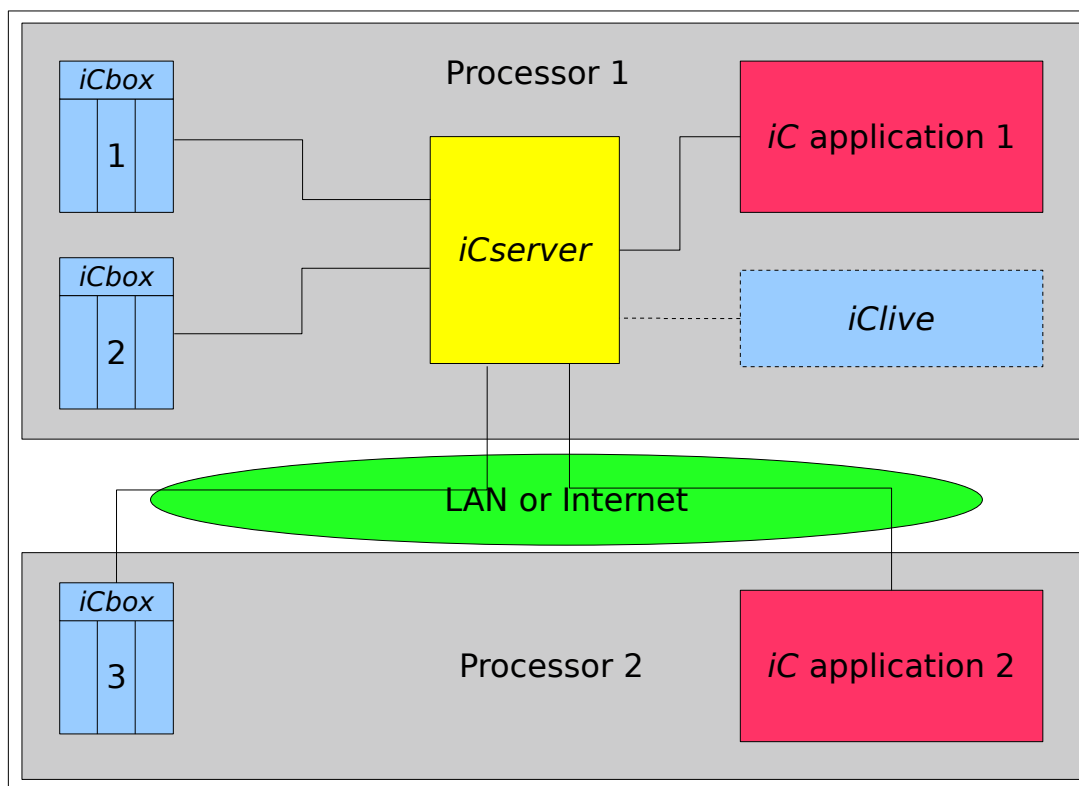 iCbox
1
Processor 1
iC application 1
iCserver
iCbox
2
iClive
LAN or Internet
iCbox
3
Processor 2
iC application 2